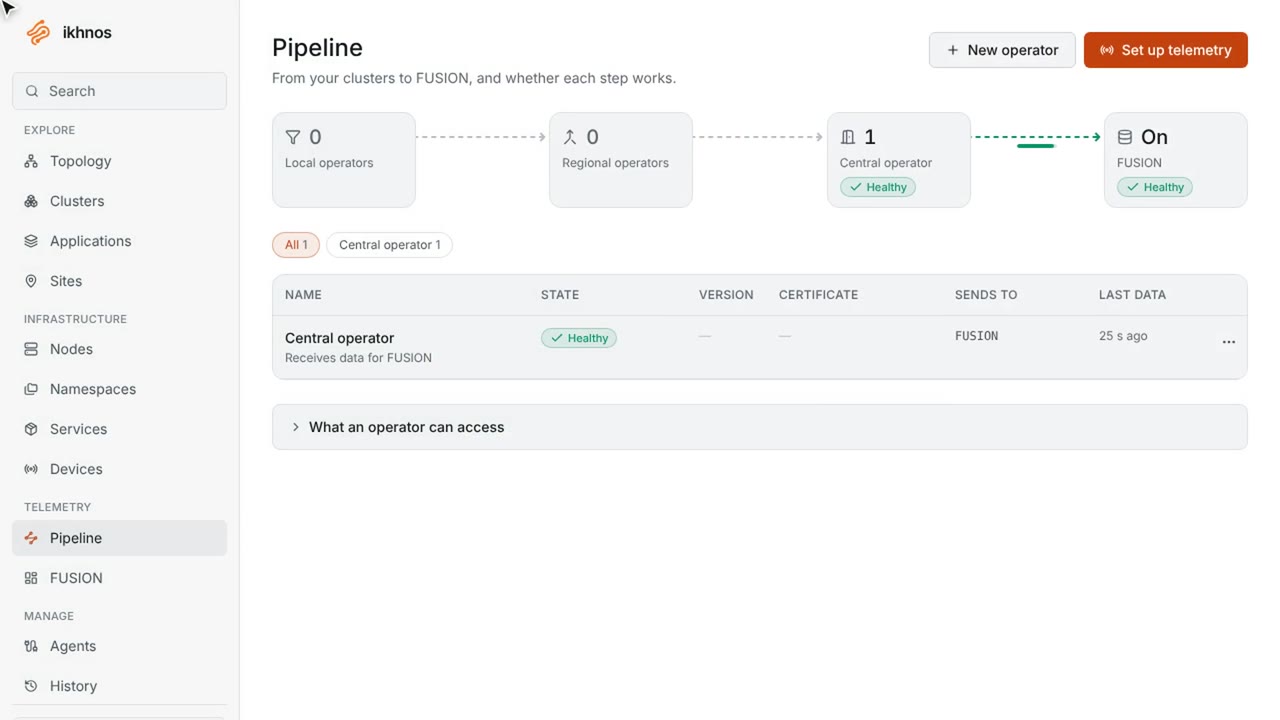 ikhnos
Search
EXPLORE
Topology
Clusters
Applications
Sites
INFRASTRUCTURE
Nodes
Namespaces
Services
Devices
TELEMETRY
Pipeline
FUSION
MANAGE
Agents
History
Pipeline
From your clusters to FUSION, and whether each step works.
New operator
Set up telemetry
0
Local operators
0
Regional operators
1
Central operator
Healthy
On
FUSION
Healthy
All 1
Central operator 1
NAME STATE VERSION CERTIFICATE SENDS TO LAST DATA
Central operator Healthy — — FUSION 25 s ago
Receives data for FUSION
What an operator can access